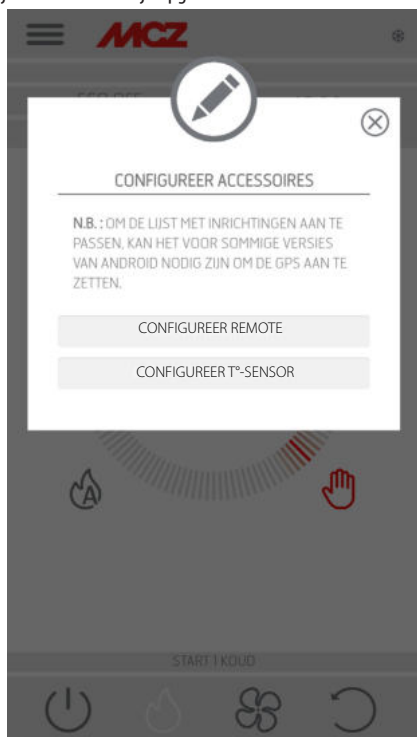 MCZ
CONFIGUREER ACCESSOIRES
N.B. : OM DE LIJST MET INRICHTINGEN AAN TE
PASSEN, KAN HET VOOR SOMMIGE VERSIES
VAN ANDROID NODIG ZIJN OM DE GPS AAN TE
ZETTEN.
CONFIGUREER REMOTE
CONFIGUREER T°-SENSOR
A
START 1 KOUD